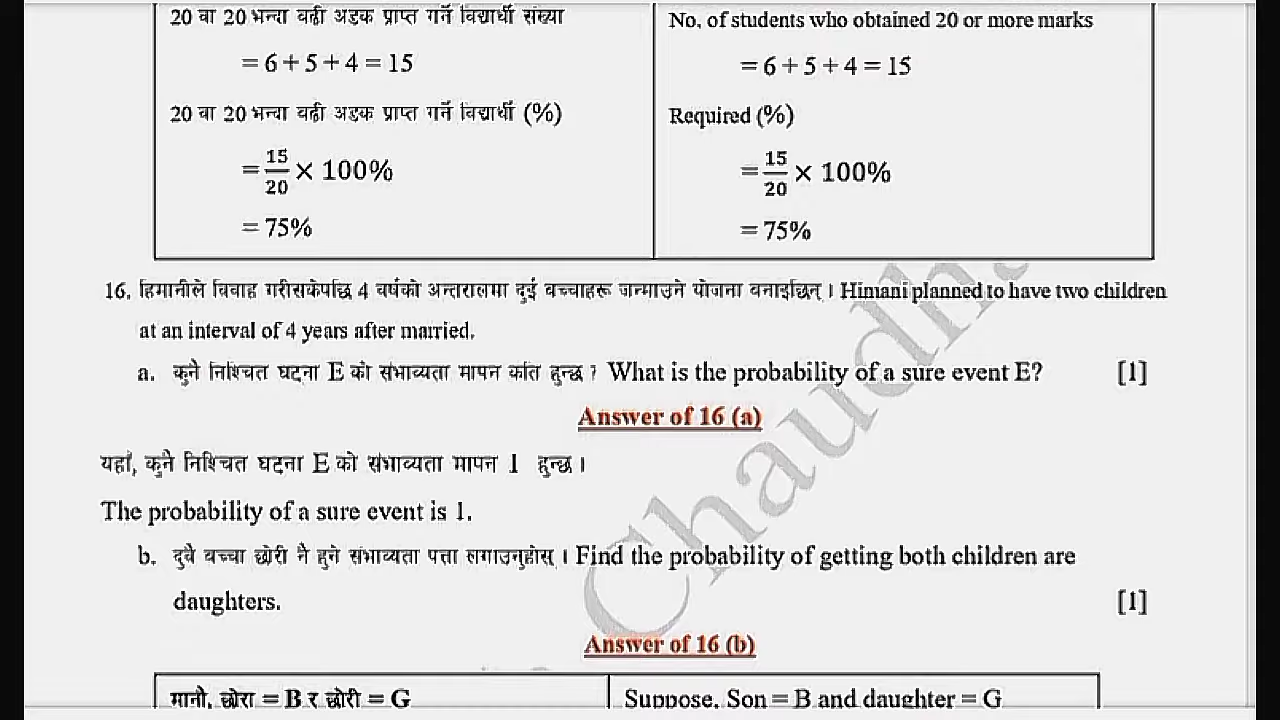 20 वा 20 भन्दा बढी अङ्क प्राप्त गर्ने विद्यार्थी संख्या
= 6 + 5 + 4 = 15
20 वा 20 भन्दा बढी अङ्क प्राप्त गर्ने विद्यार्थी (%)
= 15/20 × 100%
= 75%
No. of students who obtained 20 or more marks
= 6 + 5 + 4 = 15
Required (%)
= 15/20 × 100%
= 75%
16. हिमानीले विवाह गरीसकेपछि 4 वर्षको अन्तरालमा दुई बच्चाहरू जन्माउने योजना बनाइछिन् । Himani planned to have two children
at an interval of 4 years after married.
a. कुनै निश्चित घटना E को संभाव्यता मापन कति हुन्छ ? What is the probability of a sure event E? [1]
Answer of 16 (a)
यहाँ, कुनै निश्चित घटना E को संभाव्यता मापन 1 हुन्छ ।
The probability of a sure event is 1.
b. दुवै बच्चा छोरी नै हुने संभाव्यता पत्ता लगाउनुहोस् । Find the probability of getting both children are
daughters. [1]
Answer of 16 (b)
मानौ, छोरा = B र छोरी = G
Suppose, Son = B and daughter = G